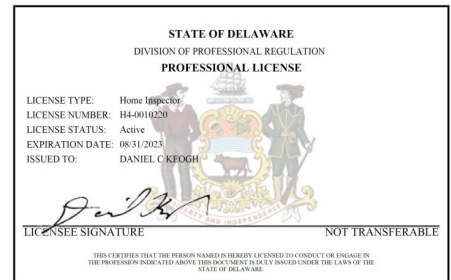 STATE OF DELAWARE
DIVISION OF PROFESSIONAL REGULATION
PROFESSIONAL LICENSE
LICENSE TYPE: Home Inspector
LICENSE NUMBER: H4-0010220
LICENSE STATUS: Active
EXPIRATION DATE: 08/31/2023
ISSUED TO: DANIEL C KEOGH
AND INDEPENDENCE
LICENSEE SIGNATURE NOT TRANSFERABLE
THIS CERTIFIES THAT THE PERSON NAMED IS HEREBY LICENSED TO CONDUCT OR ENGAGE IN
THE PROFESSION INDICATED ABOVE THIS DOCUMENT IS DULY ISSUED UNDER THE LAWS OF THE
STATE OF DELAWARE.